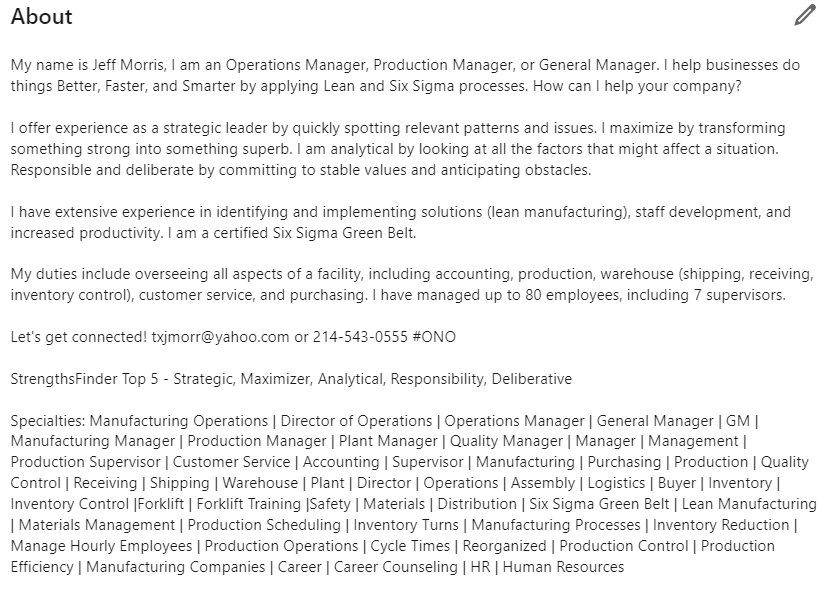 About
My name is Jeff Morris, I am an Operations Manager, Production Manager, or General Manager. I help businesses do
things Better, Faster, and Smarter by applying Lean and Six Sigma processes. How can I help your company?
I offer experience as a strategic leader by quickly spotting relevant patterns and issues. I maximize by transforming
something strong into something superb. I am analytical by looking at all the factors that might affect a situation.
Responsible and deliberate by committing to stable values and anticipating obstacles.
I have extensive experience in identifying and implementing solutions (lean manufacturing), staff development, and
increased productivity. I am a certified Six Sigma Green Belt.
My duties include overseeing all aspects of a facility, including accounting, production, warehouse (shipping, receiving,
inventory control), customer service, and purchasing. I have managed up to 80 employees, including 7 supervisors.
Let's get connected! txjmorr@yahoo.com or 214-543-0555 #ONO
StrengthsFinder Top 5 - Strategic, Maximizer, Analytical, Responsibility, Deliberative
Specialties: Manufacturing Operations | Director of Operations | Operations Manager | General Manager | GM |
Manufacturing Manager | Production Manager | Plant Manager | Quality Manager | Manager | Management |
Production Supervisor | Customer Service | Accounting | Supervisor | Manufacturing | Purchasing | Production | Quality
Control | Receiving | Shipping | Warehouse | Plant | Director | Operations | Assembly | Logistics | Buyer | Inventory |
Inventory Control |Forklift | Forklift Training |Safety | Materials | Distribution | Six Sigma Green Belt | Lean Manufacturing
| Materials Management | Production Scheduling | Inventory Turns | Manufacturing Processes | Inventory Reduction |
Manage Hourly Employees | Production Operations | Cycle Times | Reorganized | Production Control | Production
Efficiency | Manufacturing Companies | Career | Career Counseling | HR | Human Resources